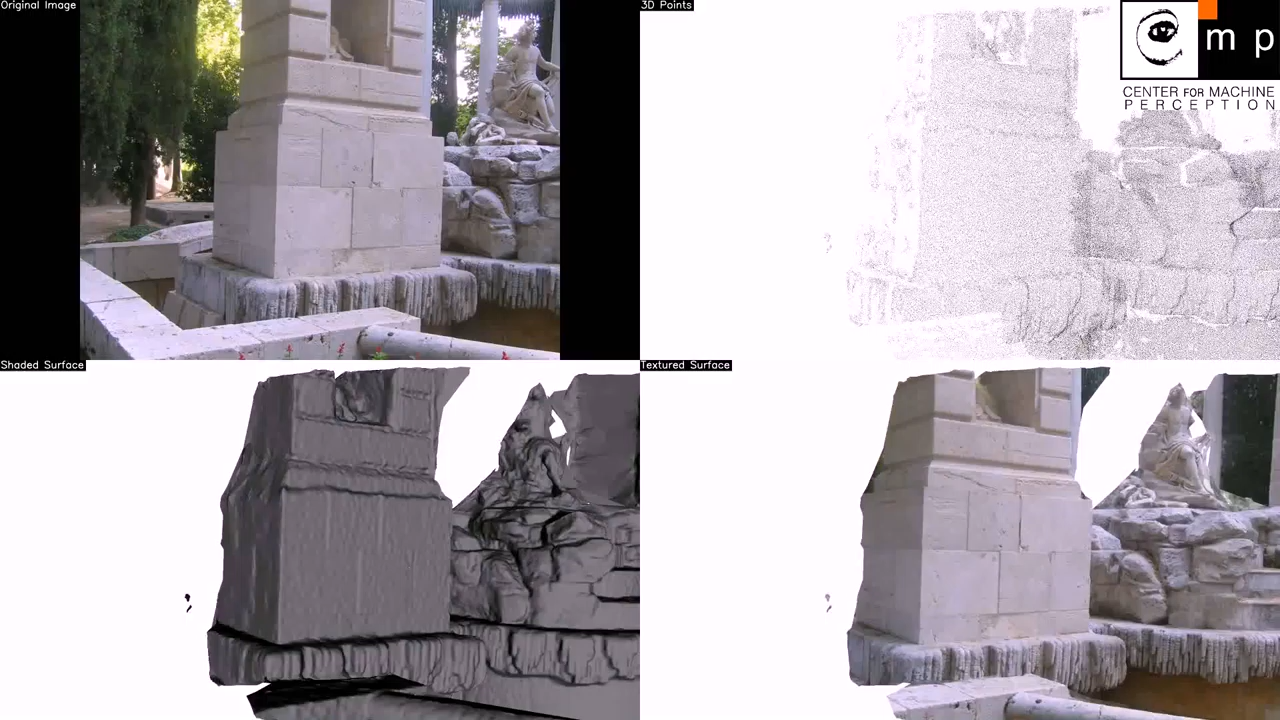 Original Image
3D Points
m p
CENTER FOR MACHINE
PERCEPTION
Shaded Surface
Textured Surface